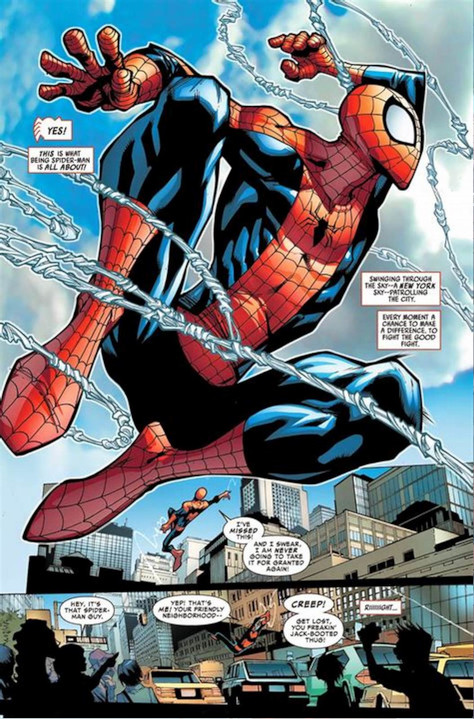 YES!
THIS IS WHAT
BEING SPIDER-MAN
IS ALL ABOUT!
SWINGING THROUGH
THE SKY--A NEW YORK
SKY--PATROLLING
THE CITY.
EVERY MOMENT A
CHANCE TO MAKE
A DIFFERENCE, TO
FIGHT THE GOOD
FIGHT.
I'VE
MISSED
THIS!
AND I SWEAR,
I AM NEVER
GOING TO TAKE
IT FOR GRANTED
AGAIN!
HEY, IT'S
THAT SPIDER-
MAN GUY.
YEP! THAT'S
ME! YOUR FRIENDLY
NEIGHBORHOOD--
CREEP!
GET LOST,
YOU FREAKIN'
JACK-BOOTED
THUG!